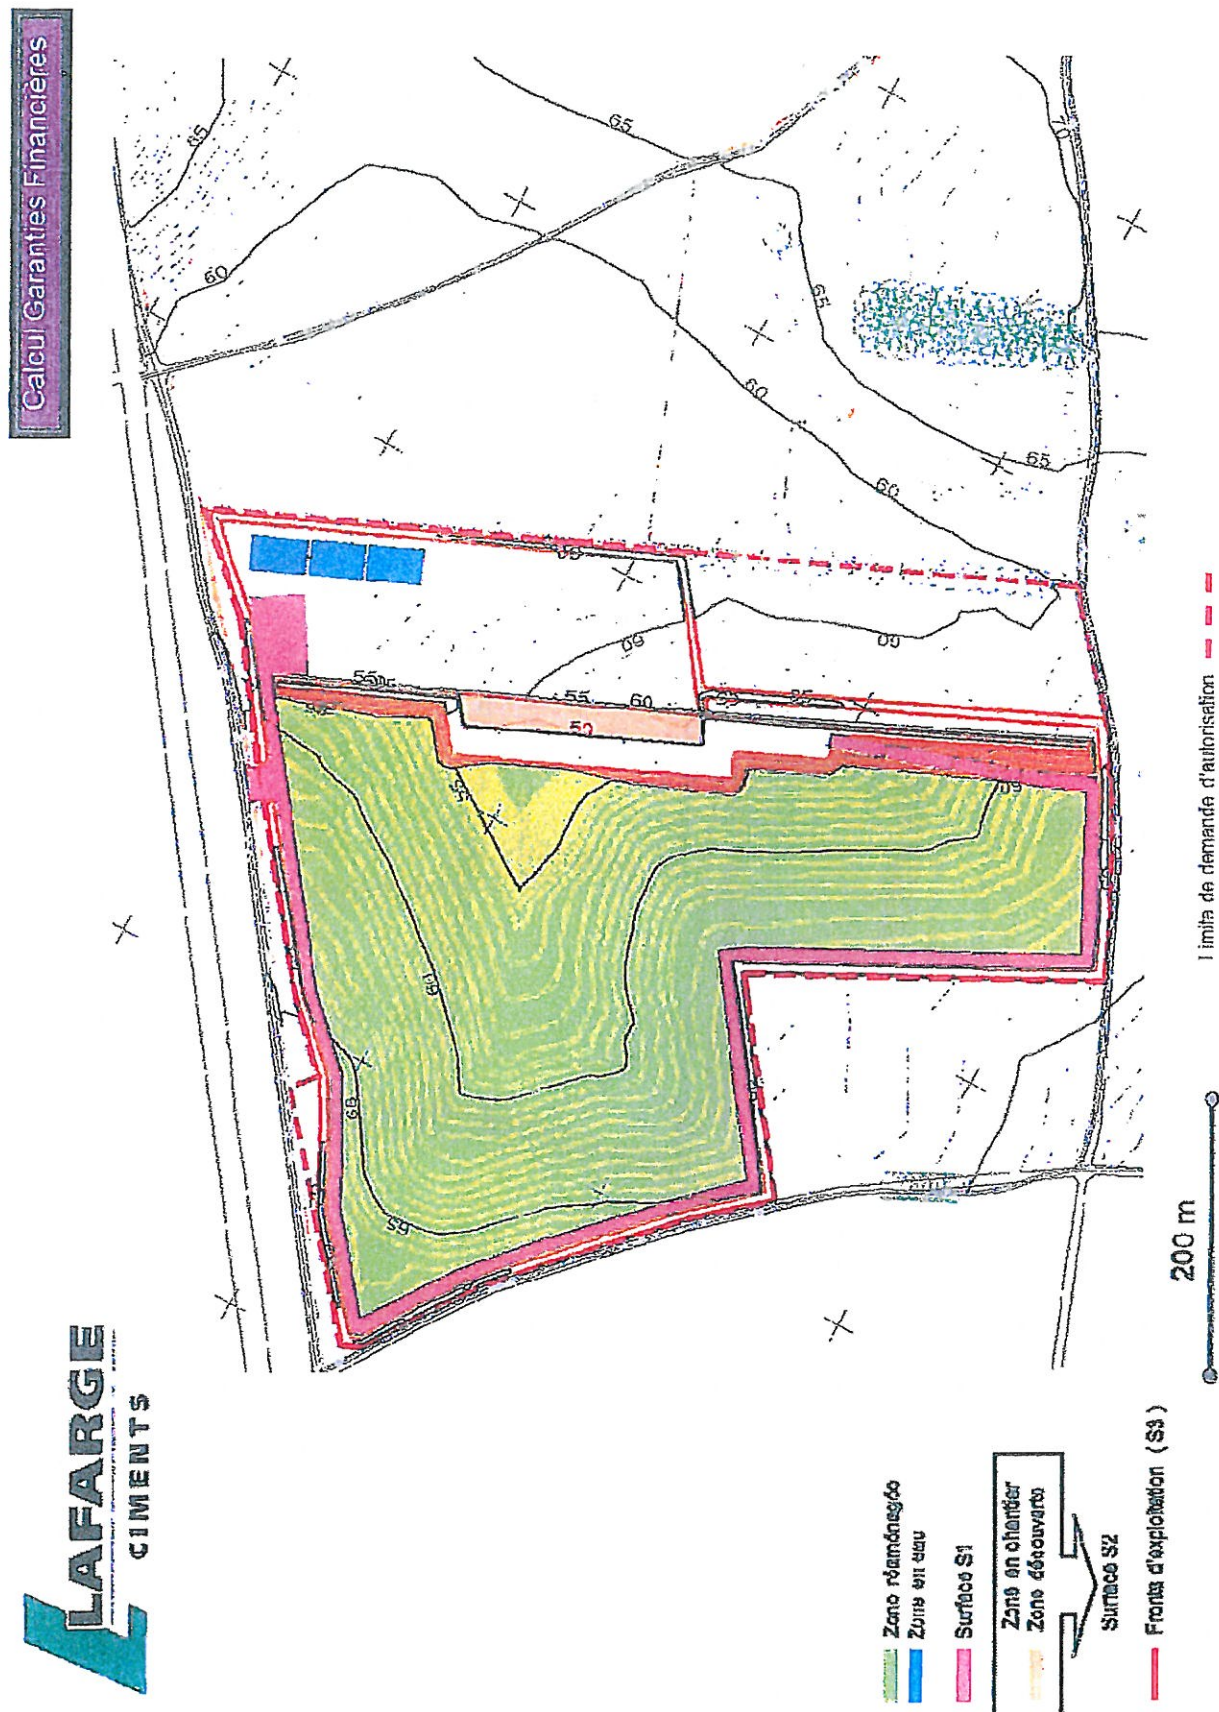 Calcul Garanties Financières
LAFARGE
CIMENTS
65
60
65
65
60
65
60
60
60
55
55
60
50
60
65
Limite de demande d'autorisation
200 m
Zone réaménagée
Zone en eau
Surface S1
Zone en chantier
Zone découverte
Surface S2
Fronts d'exploitation (S3)